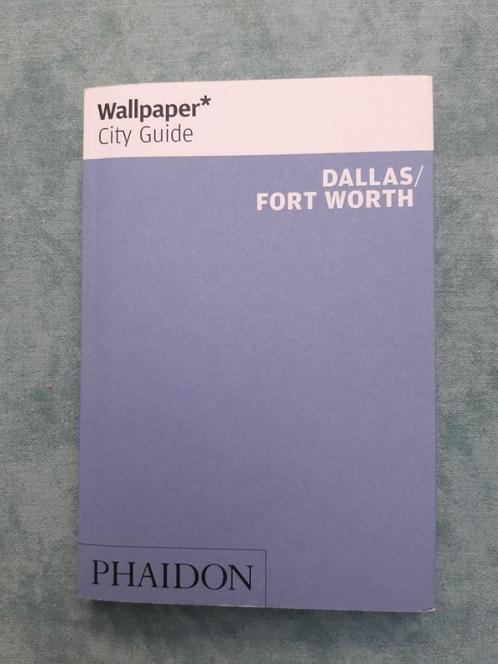 Wallpaper*
City Guide
DALLAS/
FORT WORTH
PHAIDON